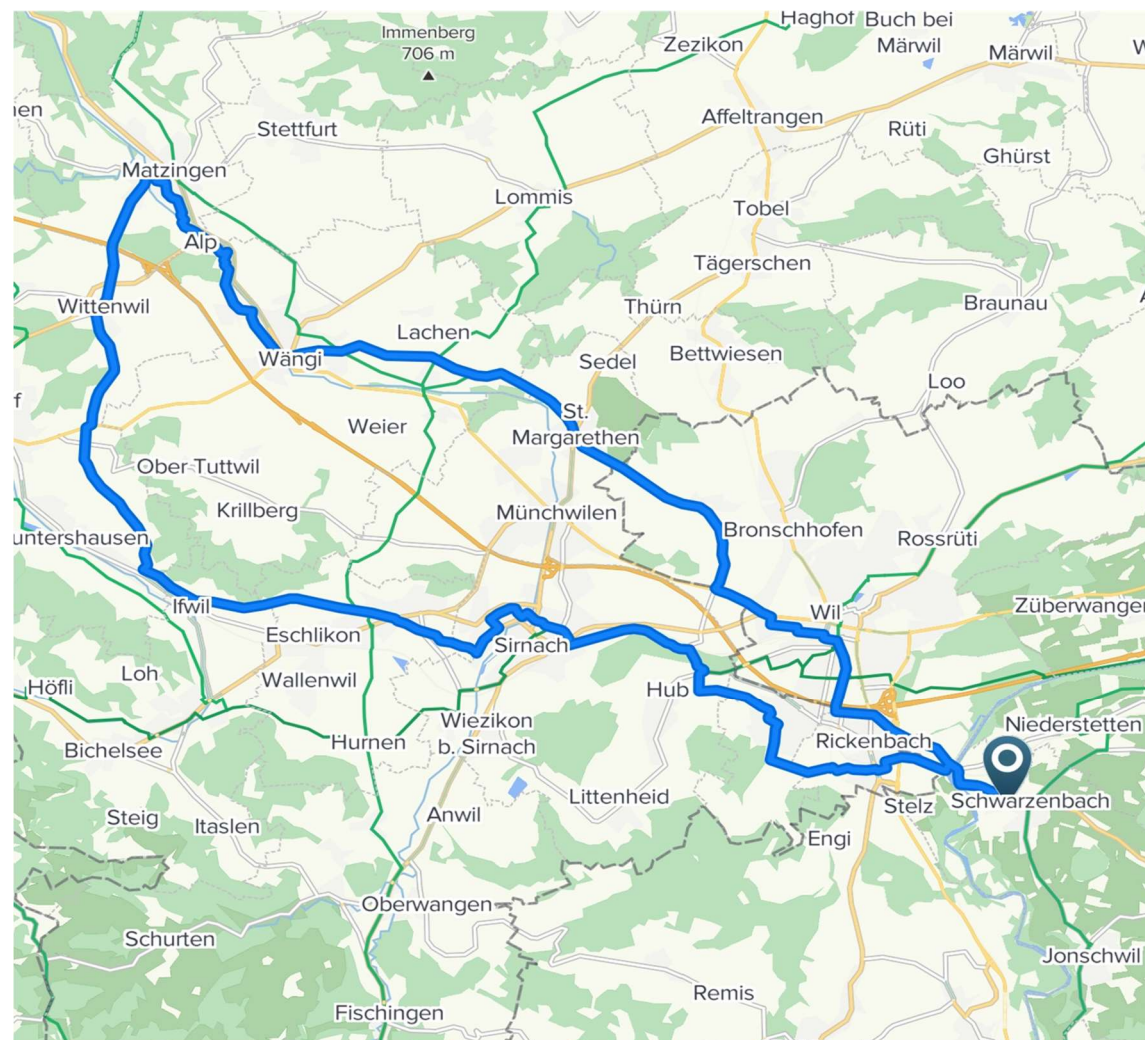 Haghof
Buch bei
Märwil
Immenberg
706 m
Zezikon
Märwil
Affeltrangen
Stettfurt
Rüti
Ghürst
Matzingen
Lommis
Tobel
Alp
Tägerschen
Wittenwil
Thürn
Braunau
Lachen
Wängi
Sedel
Bettwiesen
Loo
Weier
St.
Margarethen
Ober Tuttwil
Krillberg
Münchwilen
Bronschhofen
untershausen
Rossrüti
Ifwil
Wil
Züberwanger
Eschlikon
Sirnach
Loh
Wallenwil
Höfli
Hub
Wiezikon
b. Sirnach
Niederstetten
Bichelsee
Hurnen
Rickenbach
Littenheid
Stelz
Schwarzenbach
Steig
Itaslen
Anwil
Engi
Oberwangen
Schurten
Jonschwil
Remis
Fischingen